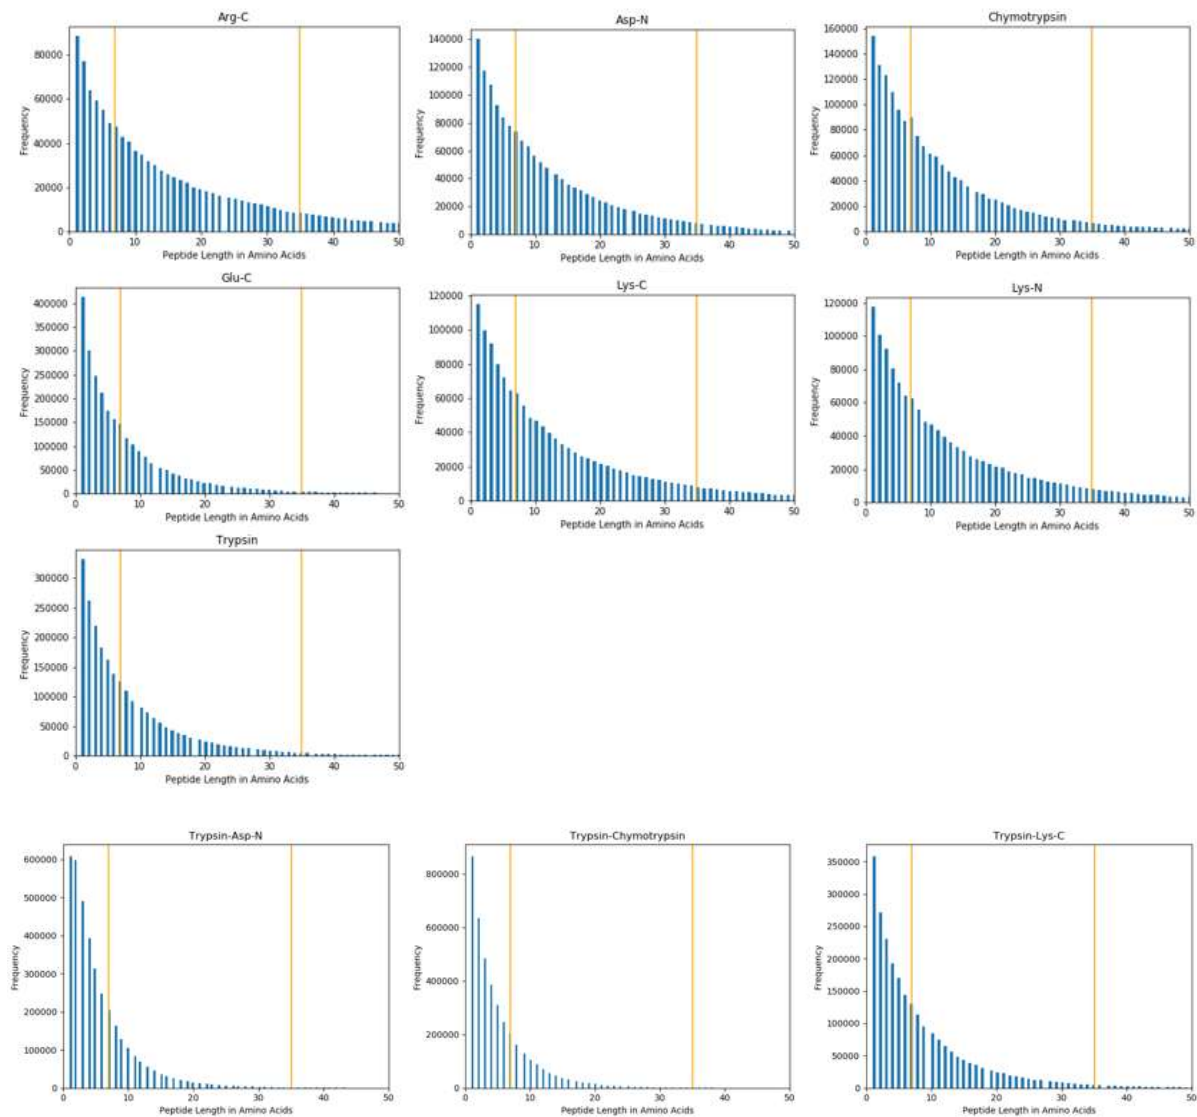 Arg-C
80000
60000
40000
20000
0
0 10 20 30 40 50
Frequency
Peptide Length in Amino Acids
Asp-N
140000
120000
100000
80000
60000
40000
20000
0
0 10 20 30 40 50
Frequency
Peptide Length in Amino Acids
Chymotrypsin
160000
140000
120000
100000
80000
60000
40000
20000
0
0 10 20 30 40 50
Frequency
Peptide Length in Amino Acids .
Glu-C
400000
350000
300000
250000
200000
150000
100000
50000
0
0 10 20 30 40 50
Frequency
Peptide Length in Amino Acids
Lys-C
120000
100000
80000
60000
40000
20000
0
0 10 20 30 40 50
Frequency
Peptide Length in Amino Acids
Lys-N
120000
100000
80000
60000
40000
20000
0
0 10 20 30 40 50
Frequency
Peptide Length in Amino Acids
Trypsin
300000
250000
200000
150000
100000
50000
0
0 10 20 30 40 50
Frequency
Peptide Length in Amino Acids
Trypsin-Asp-N
600000
500000
400000
300000
200000
100000
0
0 10 20 30 40 50
Frequency
Peptide Length in Amino Acids
Trypsin-Chymotrypsin
800000
600000
400000
200000
0
0 10 20 30 40 50
Frequency
Peptide Length in Amino Acids
Trypsin-Lys-C
350000
300000
250000
200000
150000
100000
50000
0
0 10 20 30 40 50
Frequency
Peptide Length in Amino Acids